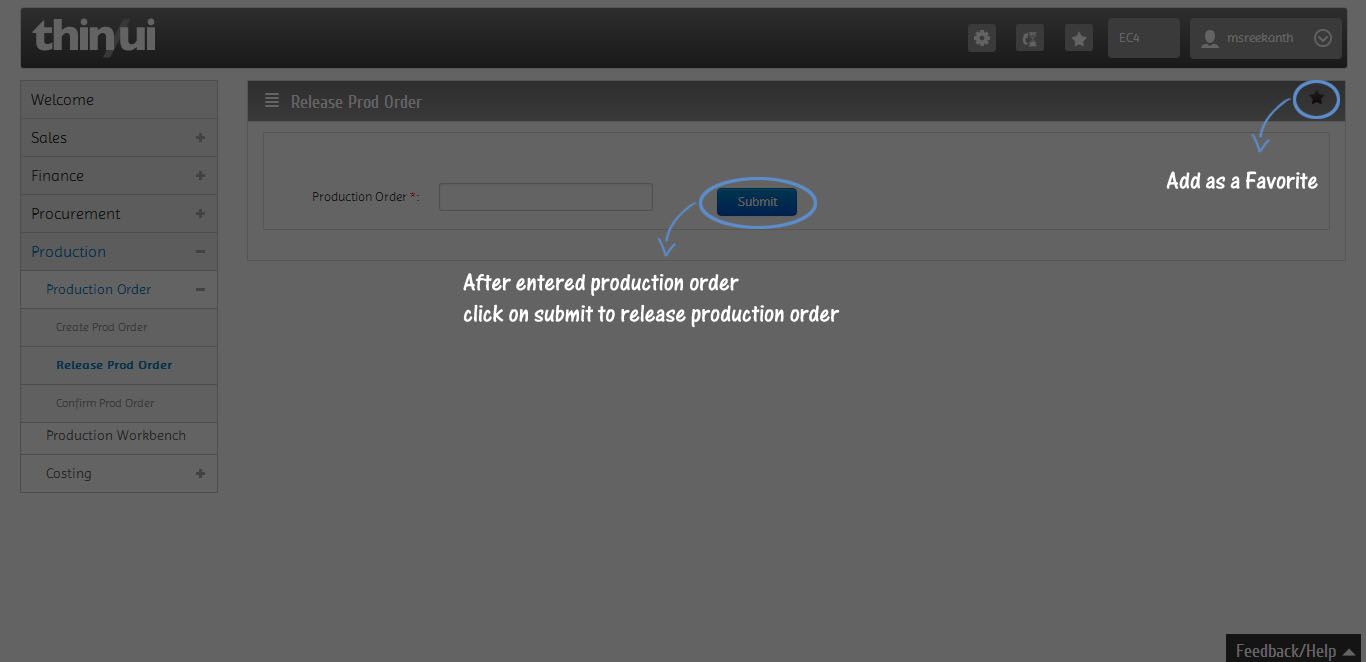 thin/ui
EC4
msreekanth
Welcome
Sales
Finance
Procurement
Production
Production Order
Create Prod Order
Release Prod Order
Confirm Prod Order
Production Workbench
Costing
Release Prod Order
Add as a Favorite
Production Order *:
Submit
After entered production order
click on submit to release production order
Feedback/Help